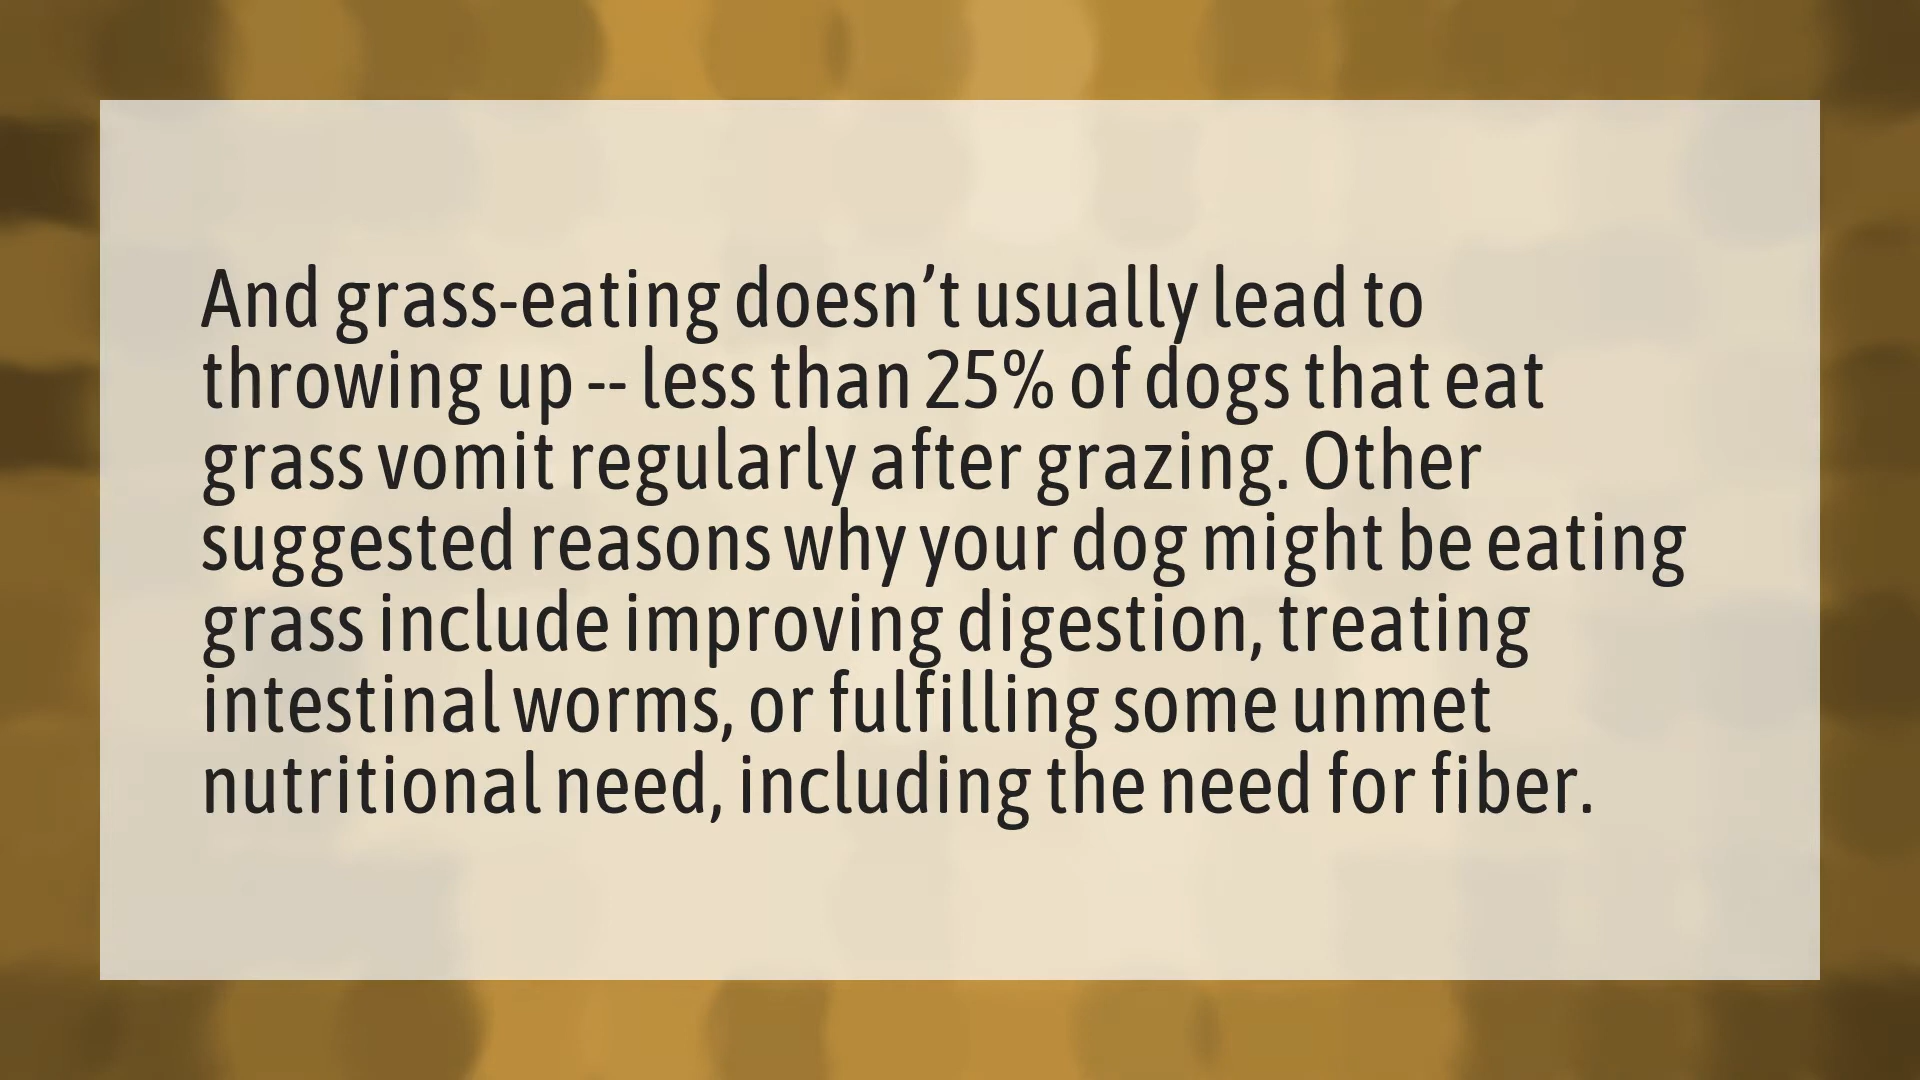 And grass-eating doesn’t usually lead to
throwing up -- less than 25% of dogs that eat
grass vomit regularly after grazing. Other
suggested reasons why your dog might be eating
grass include improving digestion, treating
intestinal worms, or fulfilling some unmet
nutritional need, including the need for fiber.